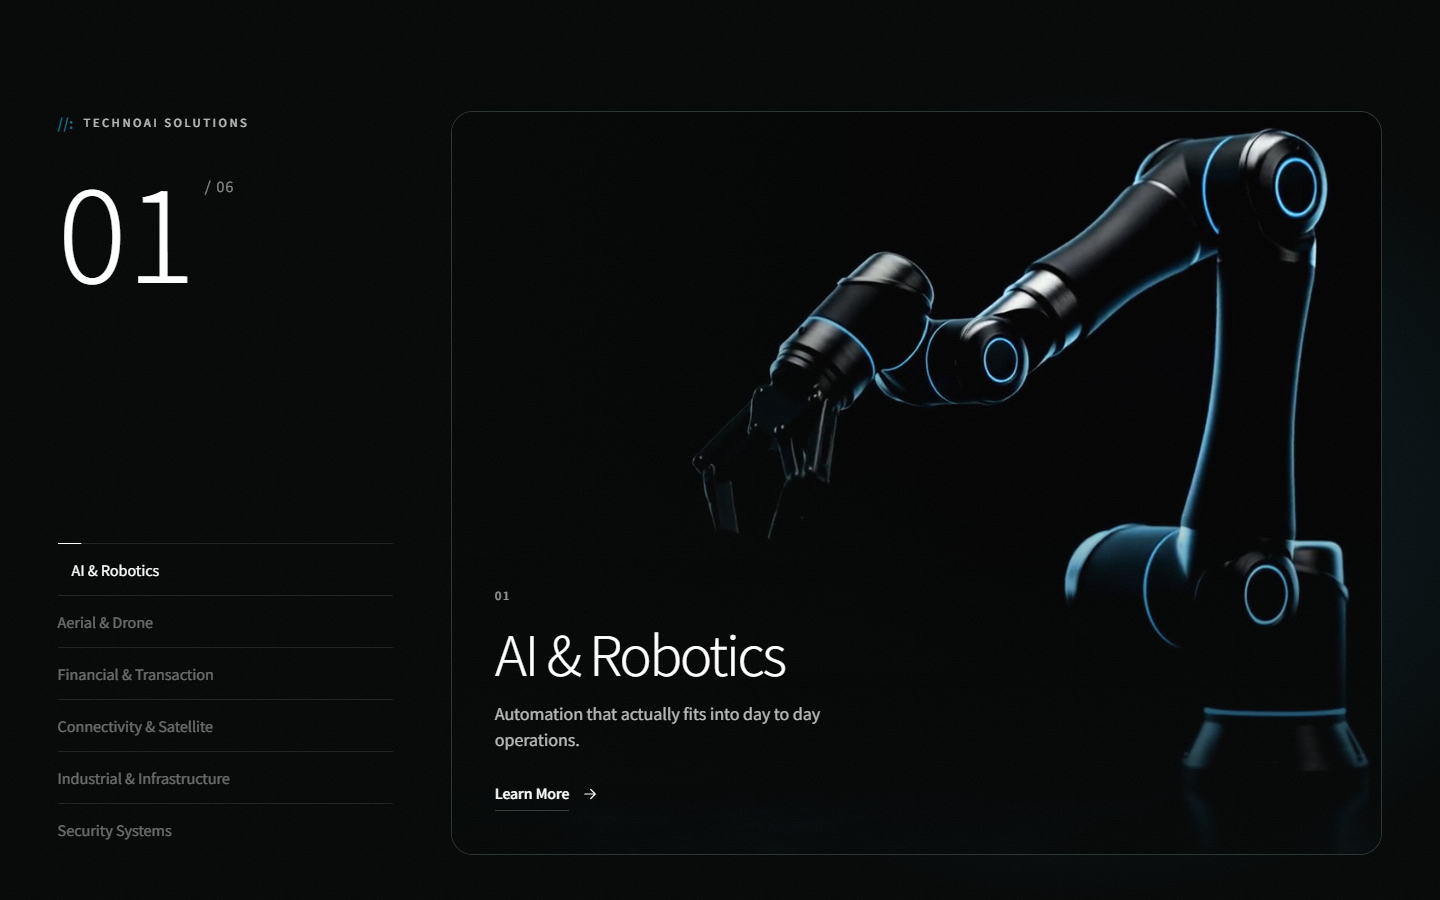 //: TECHNOAI SOLUTIONS
01 / 06
AI & Robotics
Aerial & Drone
Financial & Transaction
Connectivity & Satellite
Industrial & Infrastructure
Security Systems
01
AI & Robotics
Automation that actually fits into day to day
operations.
Learn More →